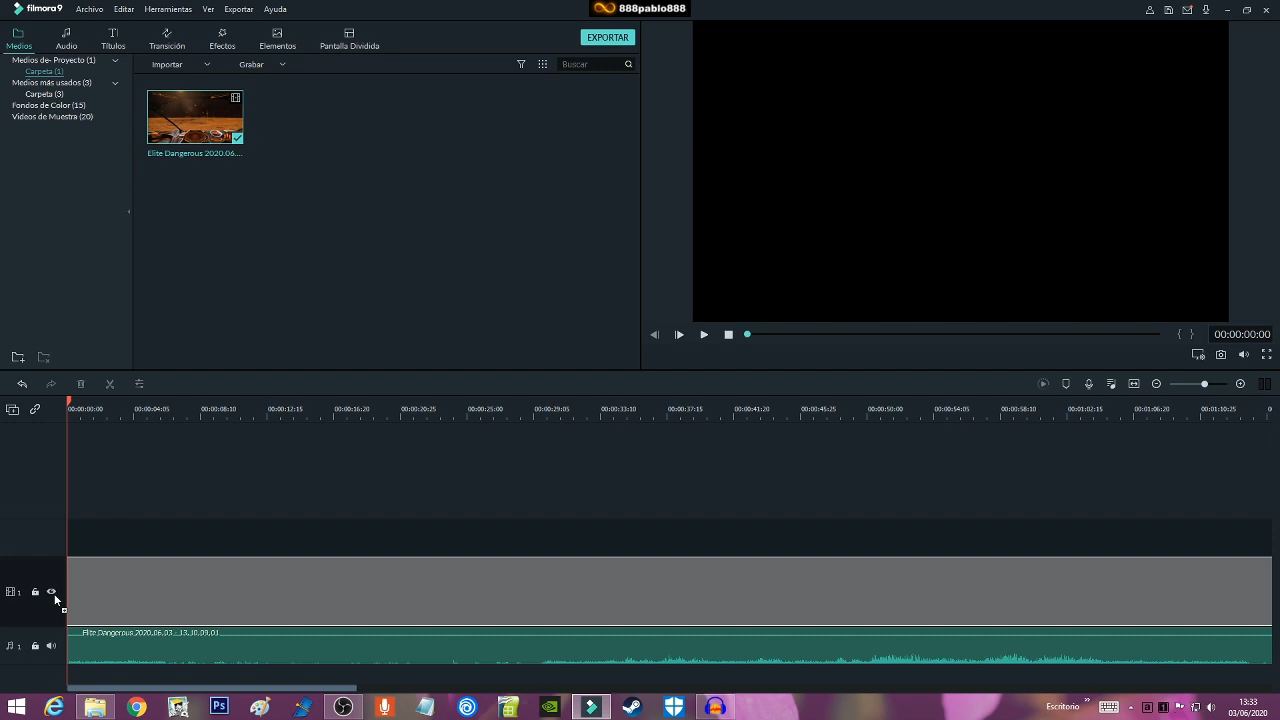 filmora9 Archivo Editar Herramientas Ver Exportar Ayuda 888pablo888
Medios Audio Títulos Transición Efectos Elementos Pantalla Dividida EXPORTAR
Medios de- Proyecto (1)
Carpeta (1)
Medios más usados (3)
Carpeta (3)
Fondos de Color (15)
Videos de Muestra (20)
Importar Grabar Buscar
Elite Dangerous 2020.06....
00:00:00:00
00:00:00:00 00:00:04:05 00:00:08:10 00:00:12:15 00:00:16:20 00:00:20:25 00:00:25:00 00:00:29:05 00:00:33:10 00:00:37:15 00:00:41:20 00:00:45:25 00:00:50:00 00:00:54:05 00:00:58:10 00:01:02:15 00:01:06:20 00:01:10:25 0
1
Elite Dangerous 2020.06.03 - 13.10.09.01
1
Ps
Escritorio » a 1 13:33
03/06/2020